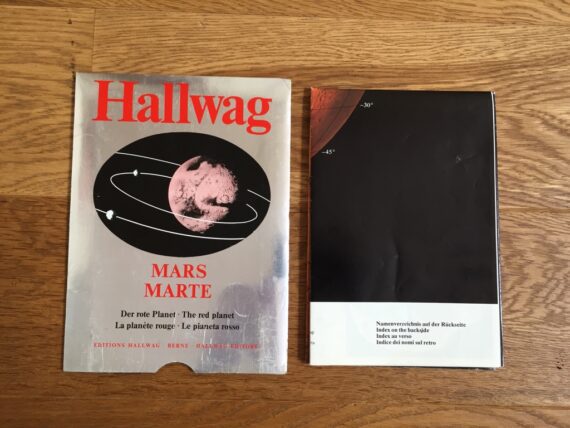 Hallwag
MARS
MARTE
Der rote Planet · The red planet
La planète rouge · Le pianeta rosso
EDITIONS HALLWAG · BERNE · HALLWAG EDITORE
-30°
-45°
Namenverzeichnis auf der Rückseite
Index on the backside
Index au verso
Indice dei nomi sul retro